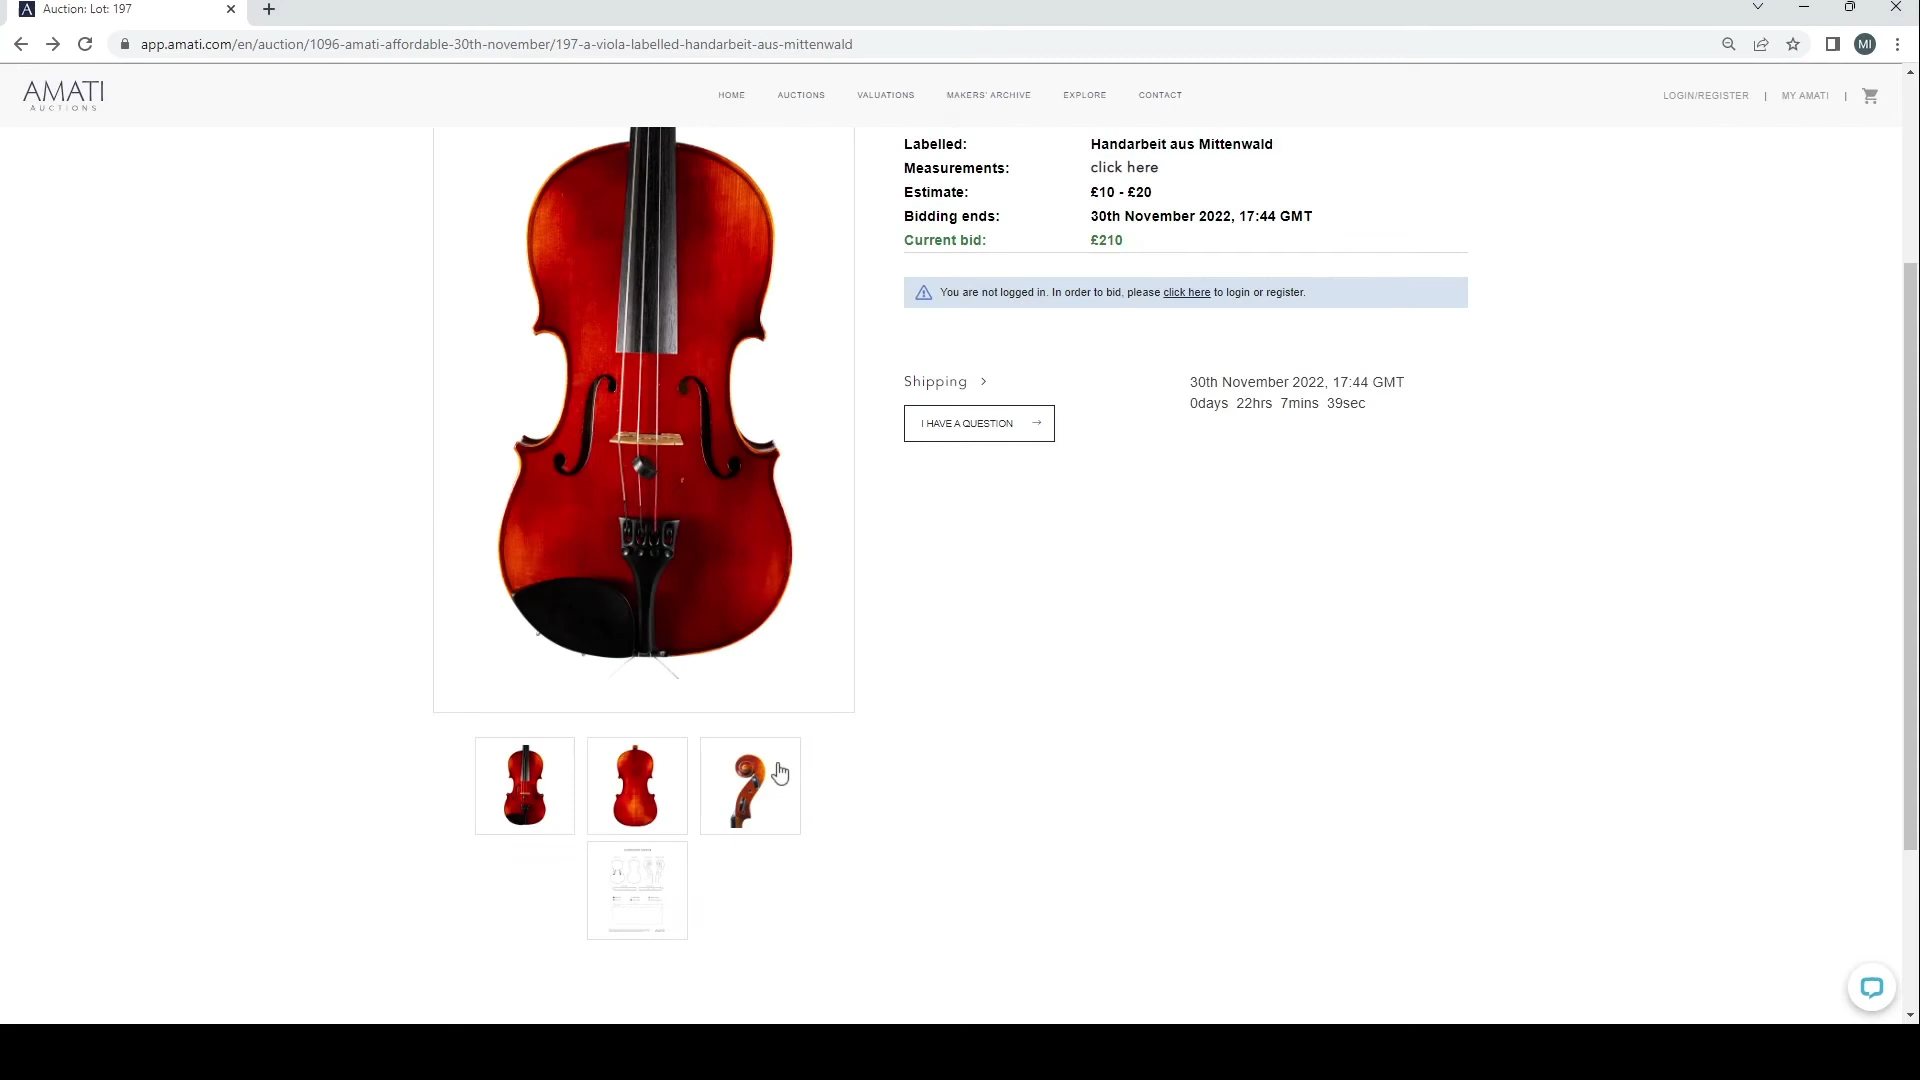 Auction: Lot: 197
app.amati.com/en/auction/1096-amati-affordable-30th-november/197-a-viola-labelled-handarbeit-aus-mittenwald
MI
AMATI
AUCTIONS
HOME
AUCTIONS
VALUATIONS
MAKERS' ARCHIVE
EXPLORE
CONTACT
LOGIN/REGISTER | MY AMATI |
Labelled: Handarbeit aus Mittenwald
Measurements: click here
Estimate: £10 - £20
Bidding ends: 30th November 2022, 17:44 GMT
Current bid: £210
You are not logged in. In order to bid, please click here to login or register.
Shipping >
30th November 2022, 17:44 GMT
0days 22hrs 7mins 39sec
I HAVE A QUESTION →